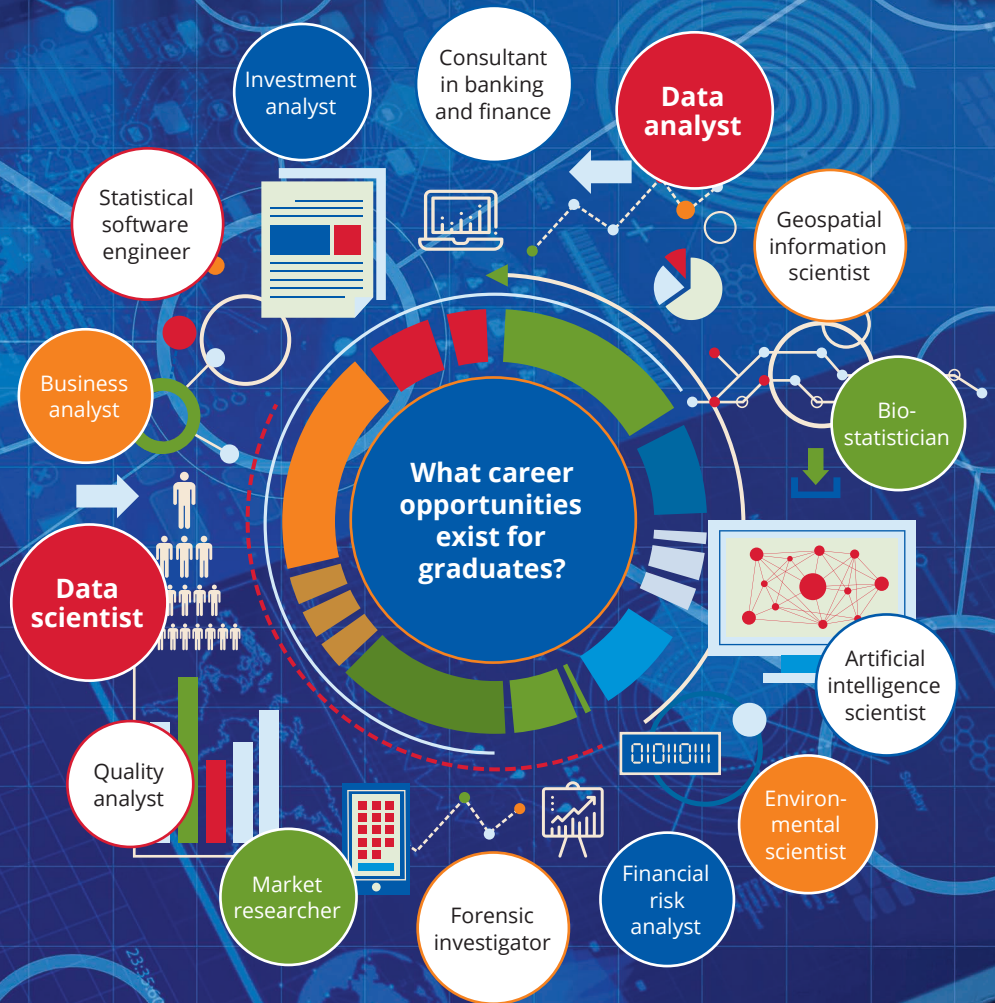 Investment
analyst
Consultant
in banking
and finance
Data
analyst
Statistical
software
engineer
Geospatial
information
scientist
Business
analyst
Bio-
statistician
What career
opportunities
exist for
graduates?
Data
scientist
Artificial
intelligence
scientist
01010111
Quality
analyst
Environ-
mental
scientist
Market
researcher
Forensic
investigator
Financial
risk
analyst
Sunday